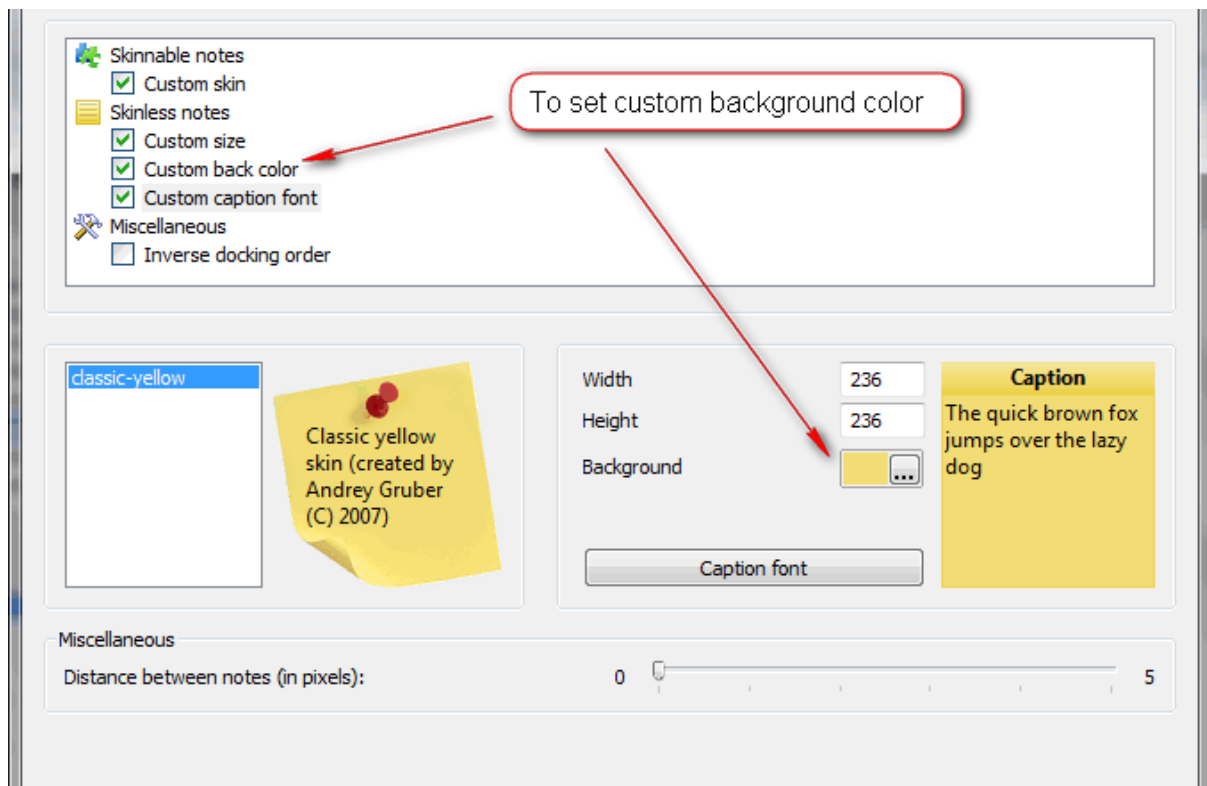 Skinnable notes
Custom skin
Skinless notes
Custom size
Custom back color
Custom caption font
Miscellaneous
Inverse docking order
To set custom background color
classic-yellow
Classic yellow
skin (created by
Andrey Gruber
(C) 2007)
Width 236
Height 236
Background ...
Caption font
Caption
The quick brown fox
jumps over the lazy
dog
Miscellaneous
Distance between notes (in pixels): 0 5